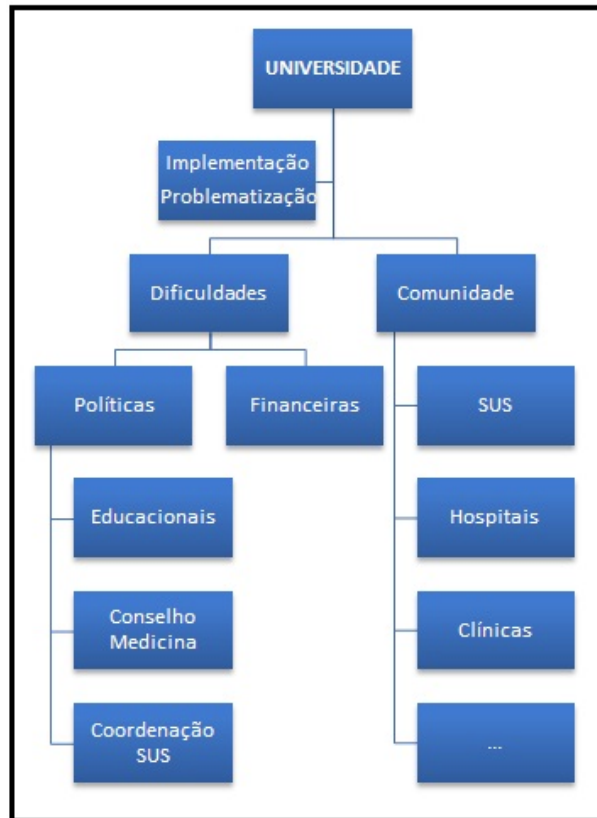 UNIVERSIDADE
Implementação
Problematização
Dificuldades
Comunidade
Políticas
Financeiras
SUS
Educacionais
Hospitais
Conselho
Medicina
Clínicas
Coordenação
SUS
...